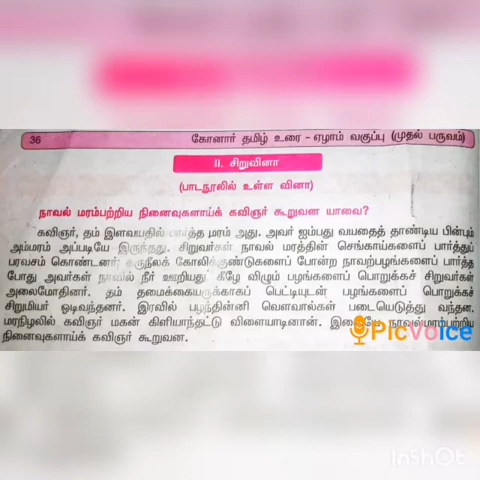 36
கோனார் தமிழ் உரை – ஏழாம் வகுப்பு (முதல் பருவம்)
II. சிறுவினா
(பாடநூலில் உள்ள வினா)
நாவல் மரம்பற்றிய நினைவுகளாய்க் கவிஞர் கூறுவன யாவை?
கவிஞர், தம் இளவயதில் பார்த்த மரம் அது. அவர் ஐம்பது வயதைத் தாண்டிய பின்பும்
அம்மரம் அப்படியே இருந்தது. சிறுவர்கள் நாவல் மரத்தின் செங்காய்களைப் பார்த்துப்
பரவசம் கொண்டனர். கருநீலக் கோலிக்குண்டுகளைப் போன்ற நாவற்பழங்களைப் பார்த்த
போது அவர்கள் நாவில் நீர் ஊறியது. கீழே விழும் பழங்களைப் பொறுக்கச் சிறுவர்கள்
அலைமோதினர். தம் தமைக்கையருக்காகப் பெட்டியுடன் பழங்களைப் பொறுக்கச்
சிறுமியர் ஓடிவந்தனர். இரவில் பழந்தின்னி வௌவால்கள் படையெடுத்து வந்தன.
மரநிழலில் கவிஞர் மகன் கிளியாந்தட்டு விளையாடினான். இவையே நாவல்மரம்பற்றிய
நினைவுகளாய்க் கவிஞர் கூறுவன.
Picvoice
InShOt